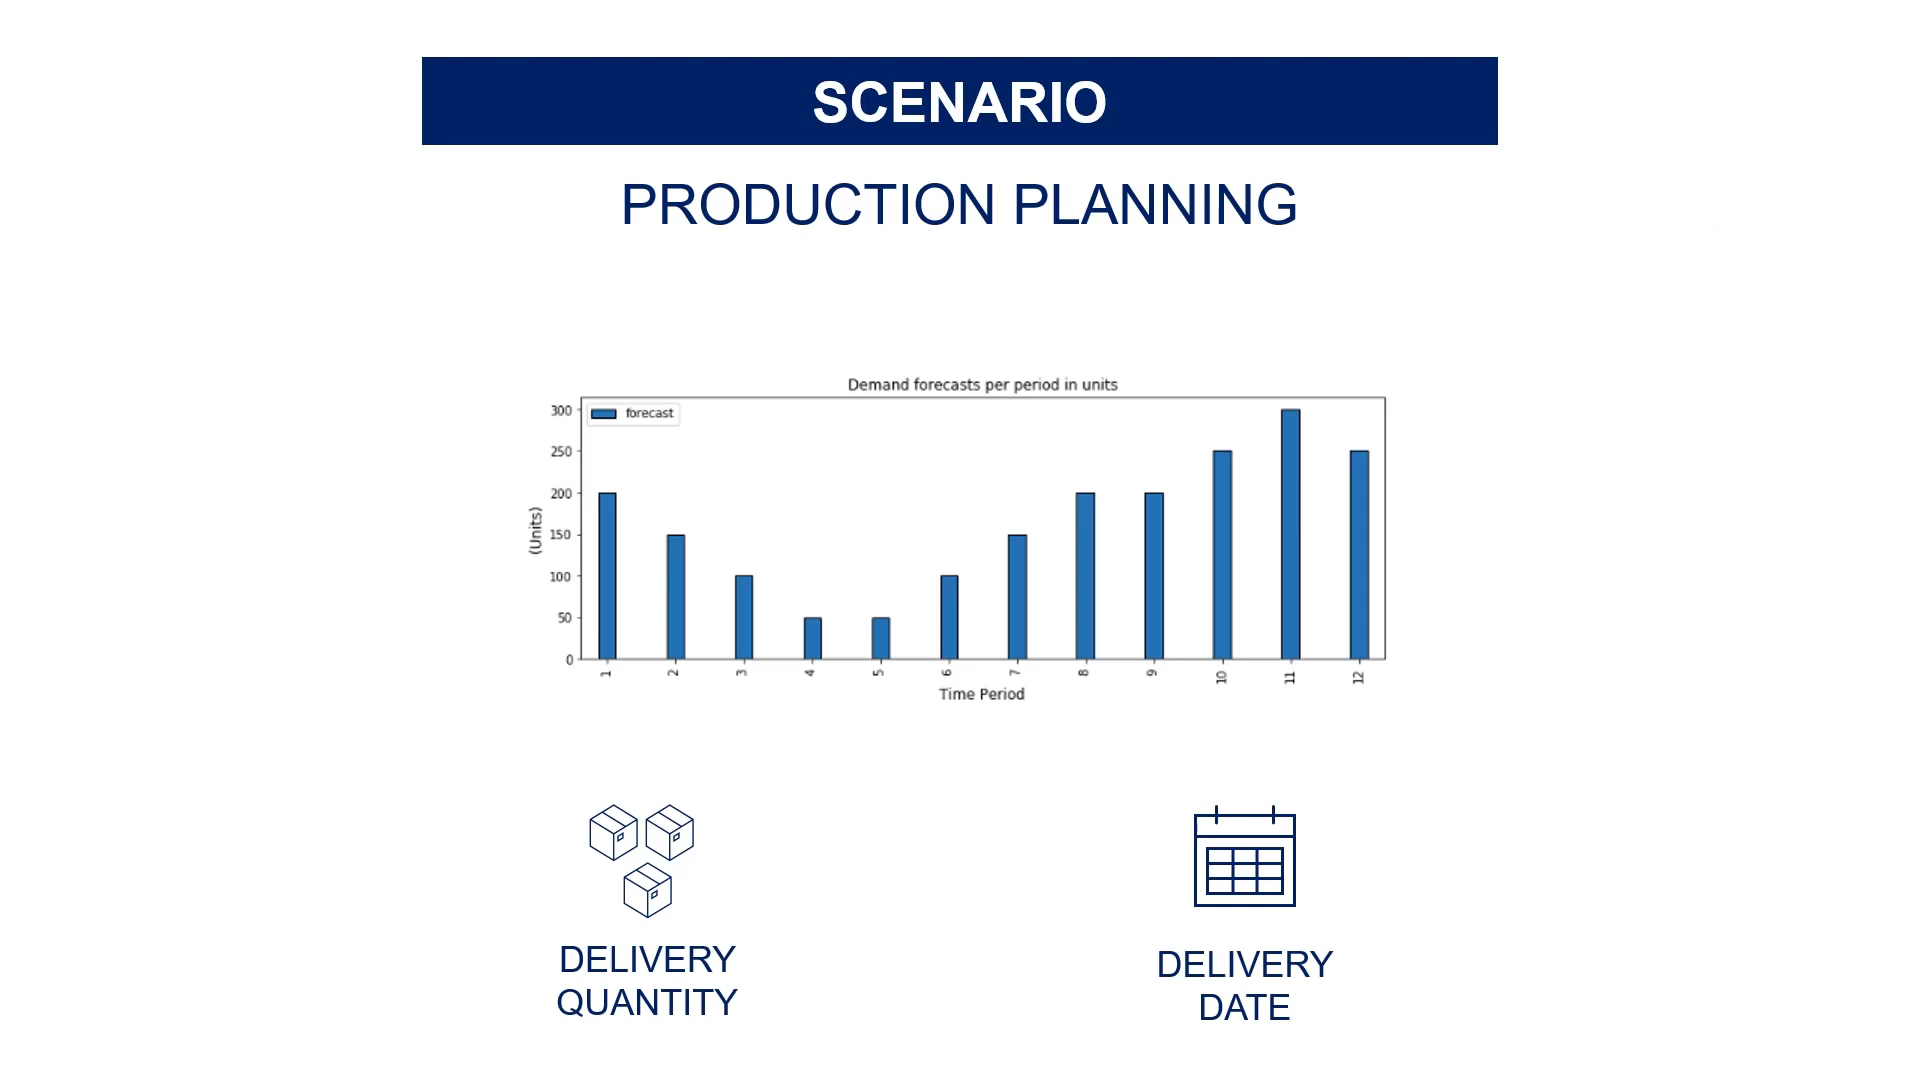 SCENARIO
PRODUCTION PLANNING
Demand forecasts per period in units
forecast
300
250
200
150
100
50
0
(Units)
1 2 3 4 5 6 7 8 9 10 11 12
Time Period
DELIVERY
QUANTITY
DELIVERY
DATE